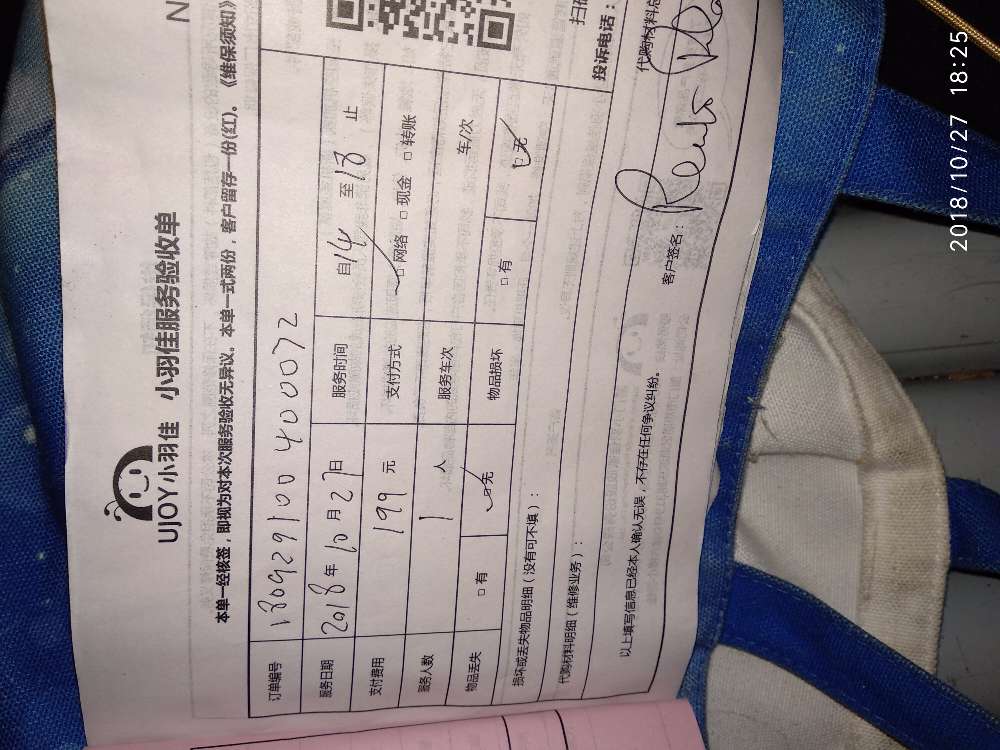 UJOY小羽佳 小羽佳服务验收单
N
本单一经核签，即视为对本次服务验收无异议。本单一式两份，客户留存一份(红)。《维保须知》
订单编号 180929100400072
服务日期 2018年10月27日 服务时间 自14至18止
支付费用 199元 支付方式 网络 现金 转账
服务人数 1人 服务车次 车/次
物品丢失 有 无 物品损坏 有 无
损坏或丢失物品明细（没有可不填）：
代购材料明细（维修业务）：
投诉电话：
代购材料总
以上填写信息已经本人确认无误，不存在任何争议纠纷。
客户签名：
2018/10/27 18:25